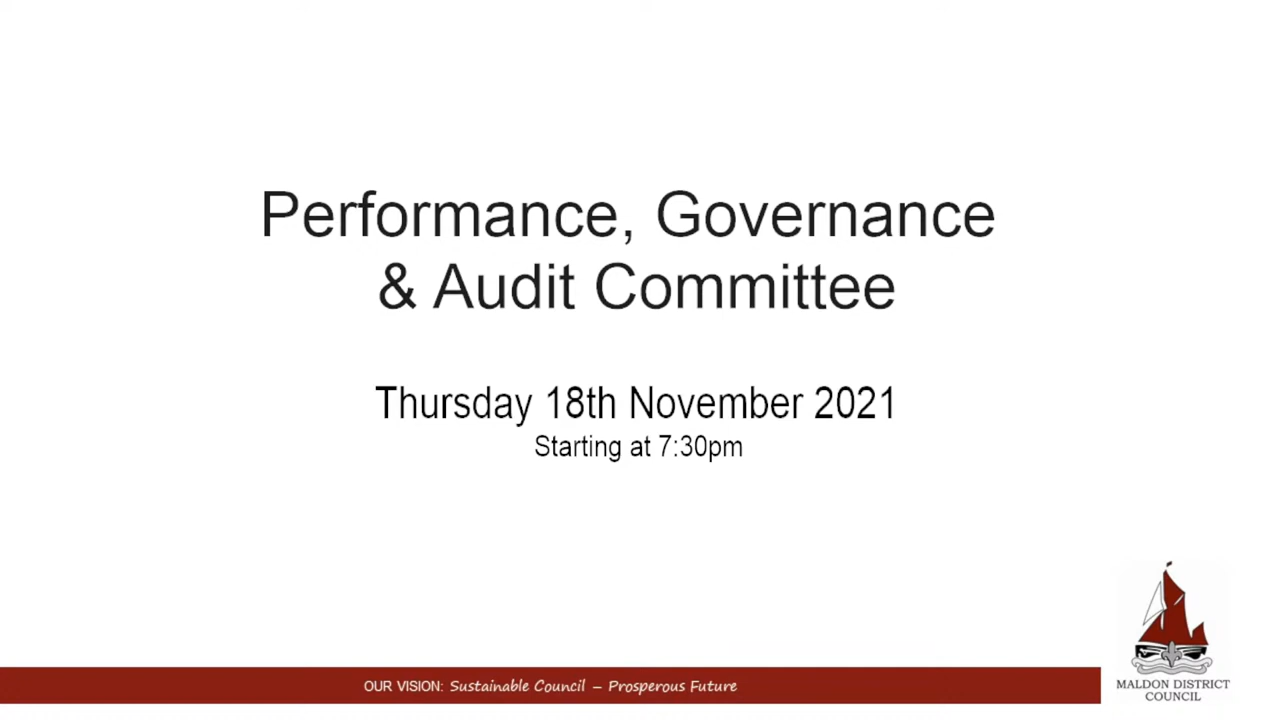 Performance, Governance
& Audit Committee
Thursday 18th November 2021
Starting at 7:30pm
OUR VISION: Sustainable Council – Prosperous Future
MALDON DISTRICT
COUNCIL